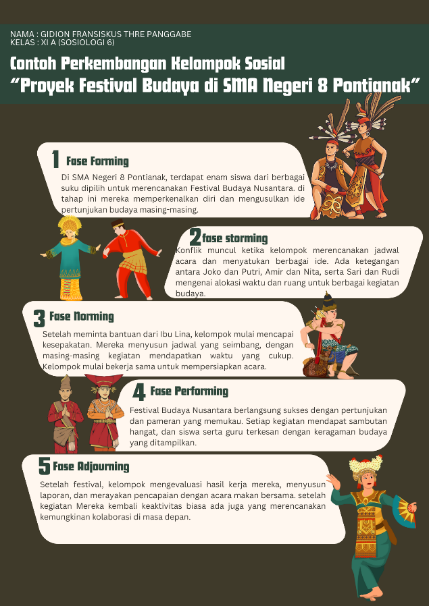 NAMA : GIDION FRANSISKUS THRE PANGGABE
KELAS : XI A (SOSIOLOGI 6)
Contoh Perkembangan Kelompok Sosial
"Proyek Festival Budaya di SMA Negeri 8 Pontianak"
1 Fase Forming
Di SMA Negeri 8 Pontianak, terdapat enam siswa dari berbagai
suku dipilih untuk merencanakan Festival Budaya Nusantara. di
tahap ini mereka memperkenalkan diri dan mengusulkan ide
pertunjukan budaya masing-masing.
2 fase storming
Konflik muncul ketika kelompok merencanakan jadwal
acara dan menyatukan berbagai ide. Ada ketegangan
antara Joko dan Putri, Amir dan Nita, serta Sari dan Rudi
mengenai alokasi waktu dan ruang untuk berbagai kegiatan
budaya.
3 Fase Norming
Setelah meminta bantuan dari Ibu Lina, kelompok mulai mencapai
kesepakatan. Mereka menyusun jadwal yang seimbang, dengan
masing-masing kegiatan mendapatkan waktu yang cukup.
Kelompok mulai bekerja sama untuk mempersiapkan acara.
4 Fase Performing
Festival Budaya Nusantara berlangsung sukses dengan pertunjukan
dan pameran yang memukau. Setiap kegiatan mendapat sambutan
hangat, dan siswa serta guru terkesan dengan keragaman budaya
yang ditampilkan.
5 Fase Adjourning
Setelah festival, kelompok mengevaluasi hasil kerja mereka, menyusun
laporan, dan merayakan pencapaian dengan acara makan bersama. setelah
kegiatan Mereka kembali keaktivitas biasa ada juga yang merencanakan
kemungkinan kolaborasi di masa depan.